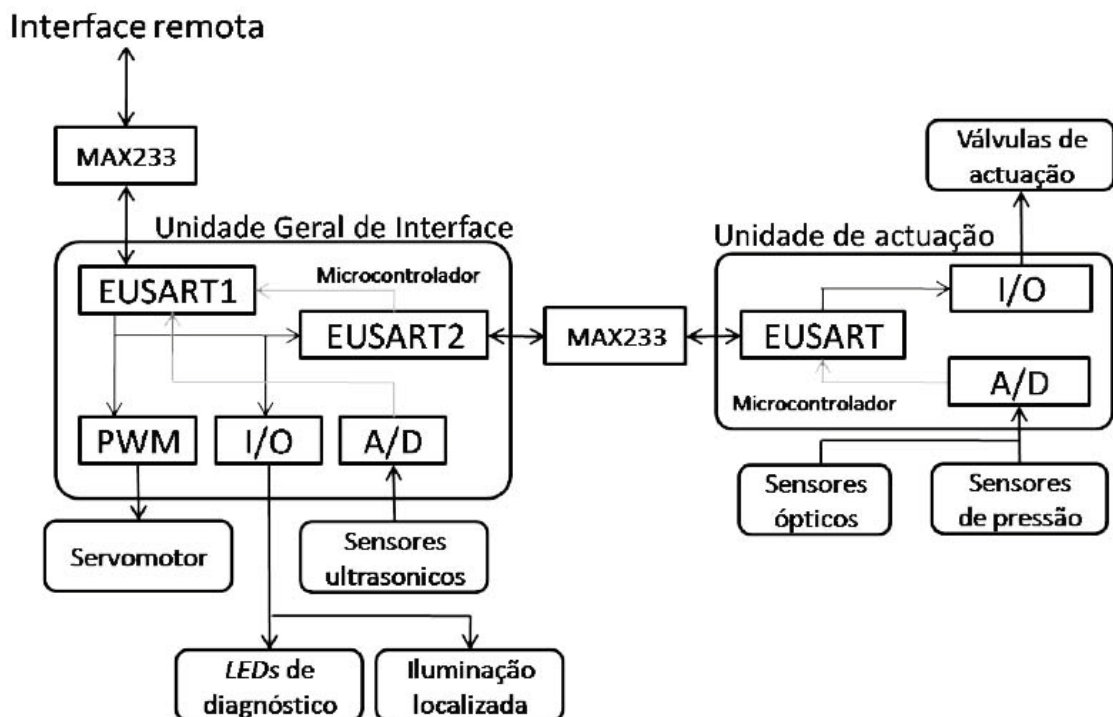 Interface remota
MAX233
Unidade Geral de Interface
Microcontrolador
EUSART1
EUSART2
PWM
I/O
A/D
Servomotor
Sensores
ultrasonicos
LEDs de
diagnóstico
Iluminação
localizada
MAX233
Válvulas de
actuação
Unidade de actuação
I/O
EUSART
A/D
Microcontrolador
Sensores
ópticos
Sensores
de pressão